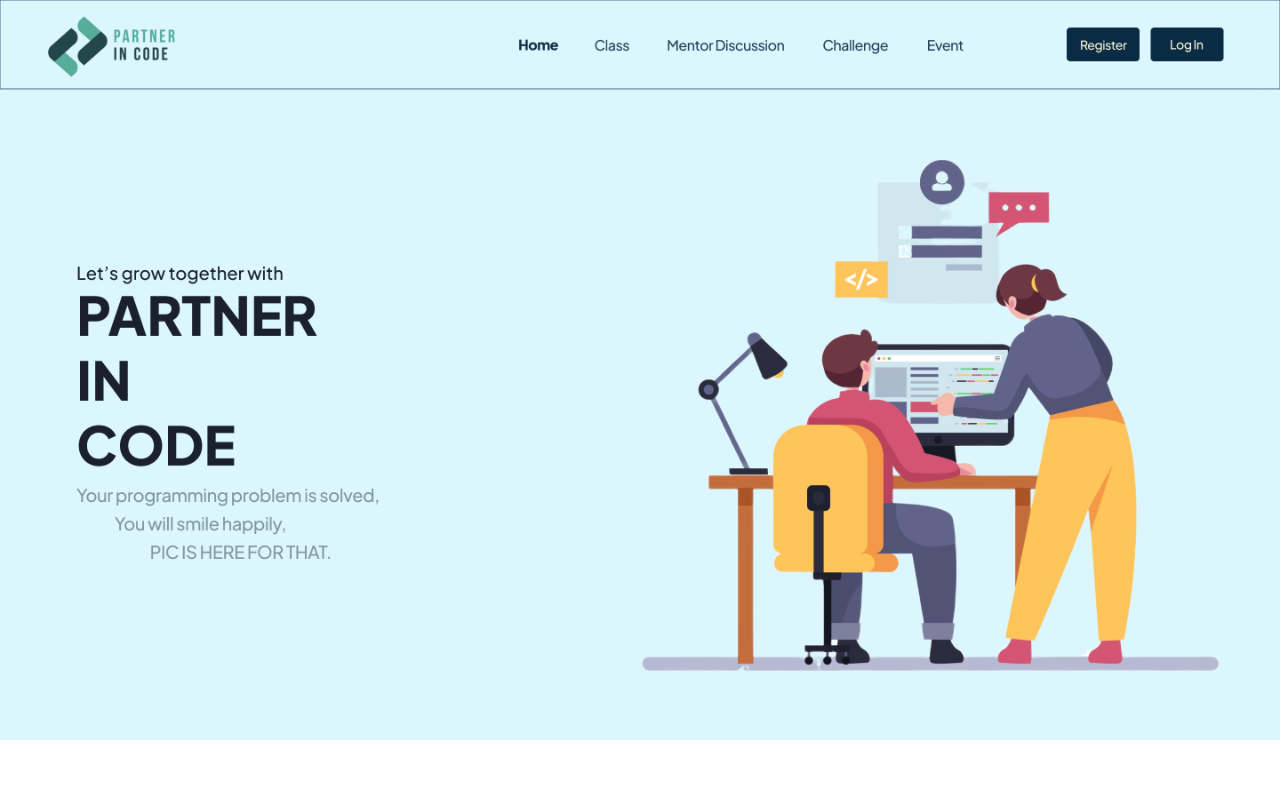 PARTNER
IN CODE
Home
Class
Mentor Discussion
Challenge
Event
Register
Log In
Let’s grow together with
PARTNER
IN
CODE
Your programming problem is solved,
You will smile happily,
PIC IS HERE FOR THAT.
</>